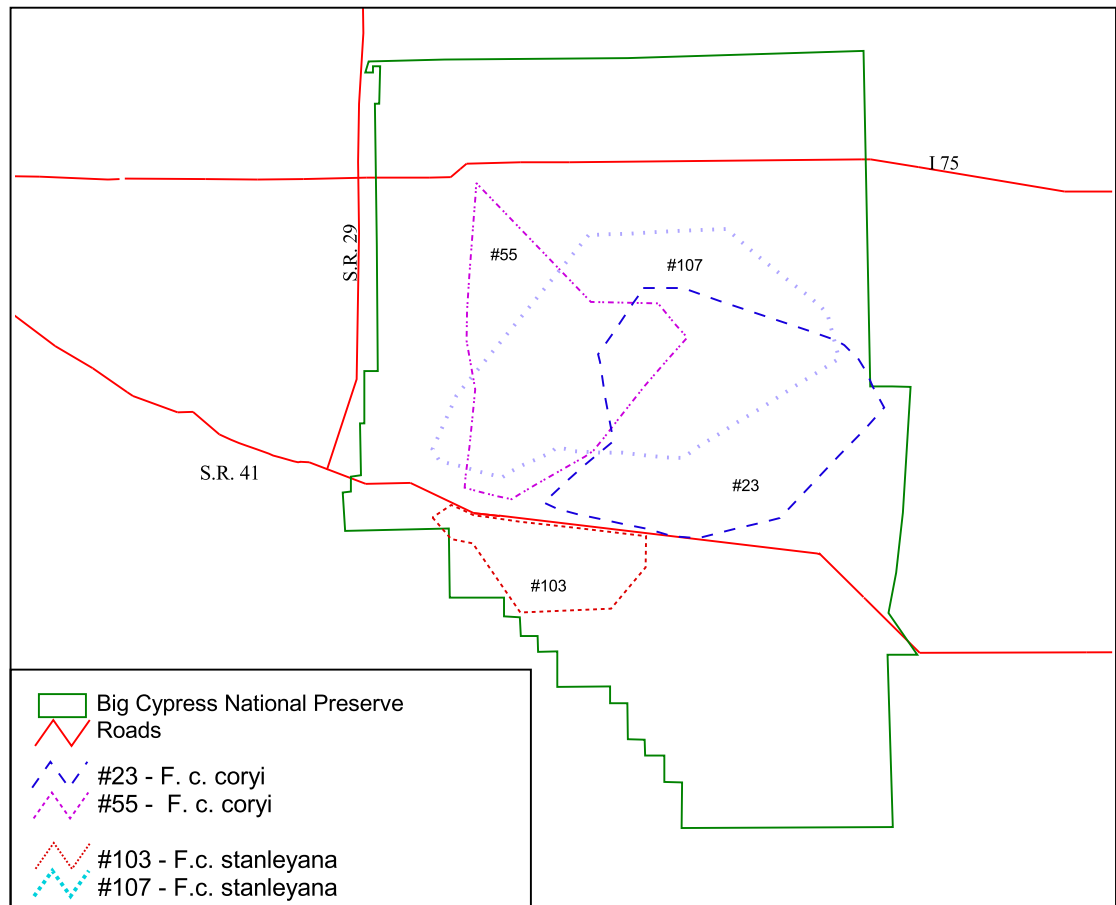 I 75
S.R. 29
#55
#107
S.R. 41
#23
#103
Big Cypress National Preserve
Roads
#23 - F. c. coryi
#55 - F. c. coryi
#103 - F.c. stanleyana
#107 - F.c. stanleyana